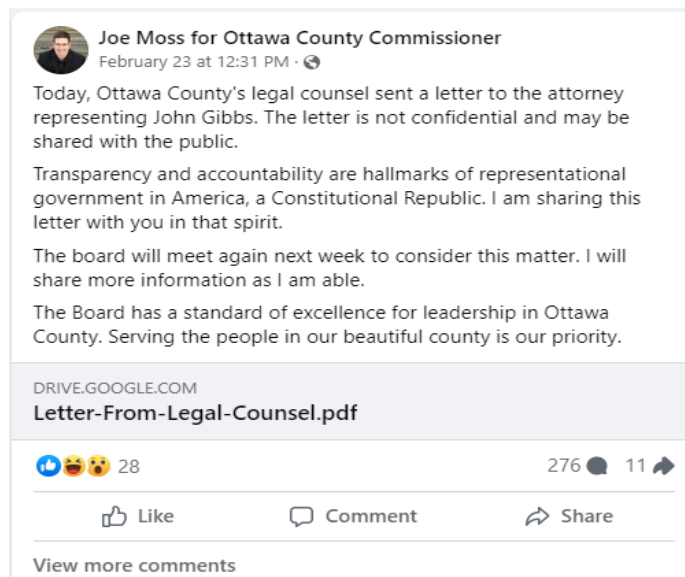 Joe Moss for Ottawa County Commissioner
February 23 at 12:31 PM ·
Today, Ottawa County's legal counsel sent a letter to the attorney
representing John Gibbs. The letter is not confidential and may be
shared with the public.
Transparency and accountability are hallmarks of representational
government in America, a Constitutional Republic. I am sharing this
letter with you in that spirit.
The board will meet again next week to consider this matter. I will
share more information as I am able.
The Board has a standard of excellence for leadership in Ottawa
County. Serving the people in our beautiful county is our priority.
DRIVE.GOOGLE.COM
Letter-From-Legal-Counsel.pdf
28 276 11
Like Comment Share
View more comments